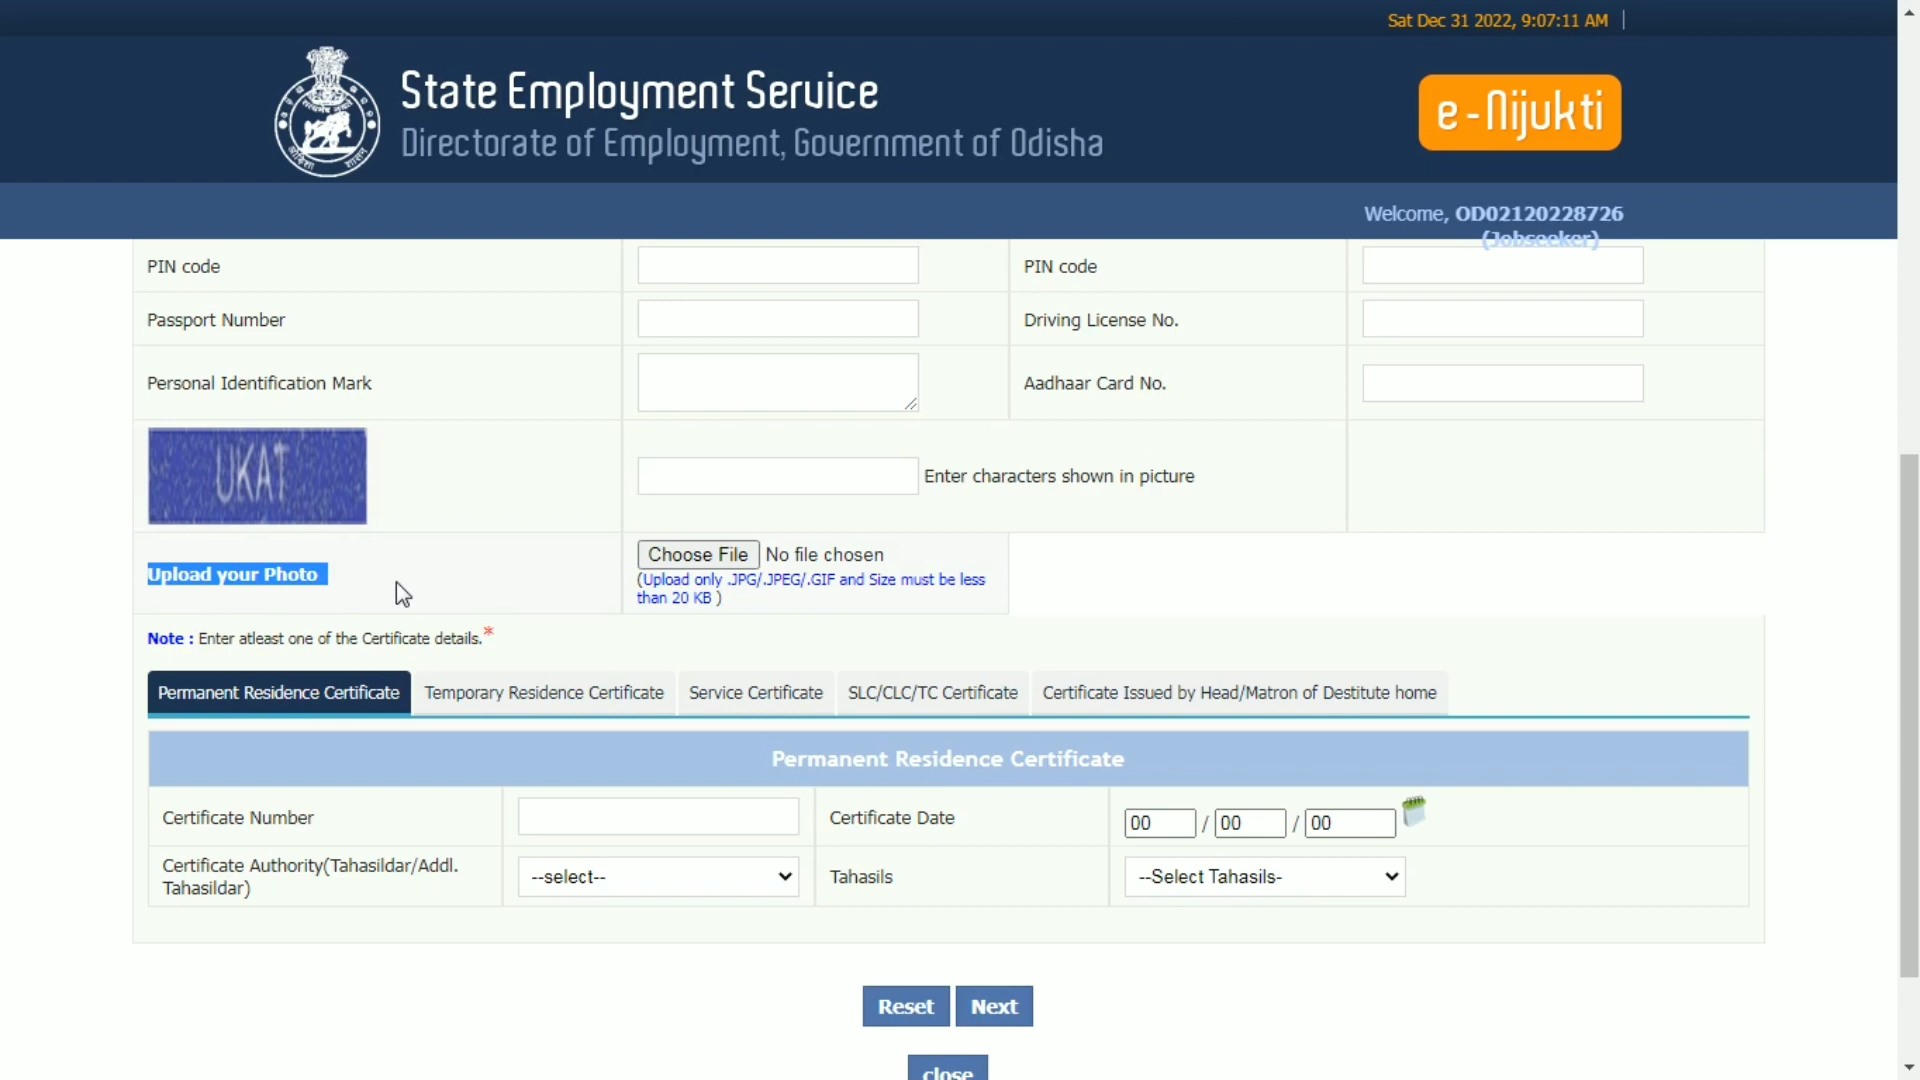 Sat Dec 31 2022, 9:07:11 AM
State Employment Service
Directorate of Employment, Government of Odisha
e-Nijukti
Welcome, OD02120228726
(Jobseeker)
PIN code
PIN code
Passport Number
Driving License No.
Personal Identification Mark
Aadhaar Card No.
UKAT
Enter characters shown in picture
Upload your Photo
Choose File No file chosen
(Upload only .JPG/.JPEG/.GIF and Size must be less
than 20 KB )
Note : Enter atleast one of the Certificate details.*
Permanent Residence Certificate
Temporary Residence Certificate
Service Certificate
SLC/CLC/TC Certificate
Certificate Issued by Head/Matron of Destitute home
Permanent Residence Certificate
Certificate Number
Certificate Date
00 / 00 / 00
Certificate Authority(Tahasildar/Addl.
Tahasildar)
--select--
Tahasils
--Select Tahasils-
Reset
Next
close